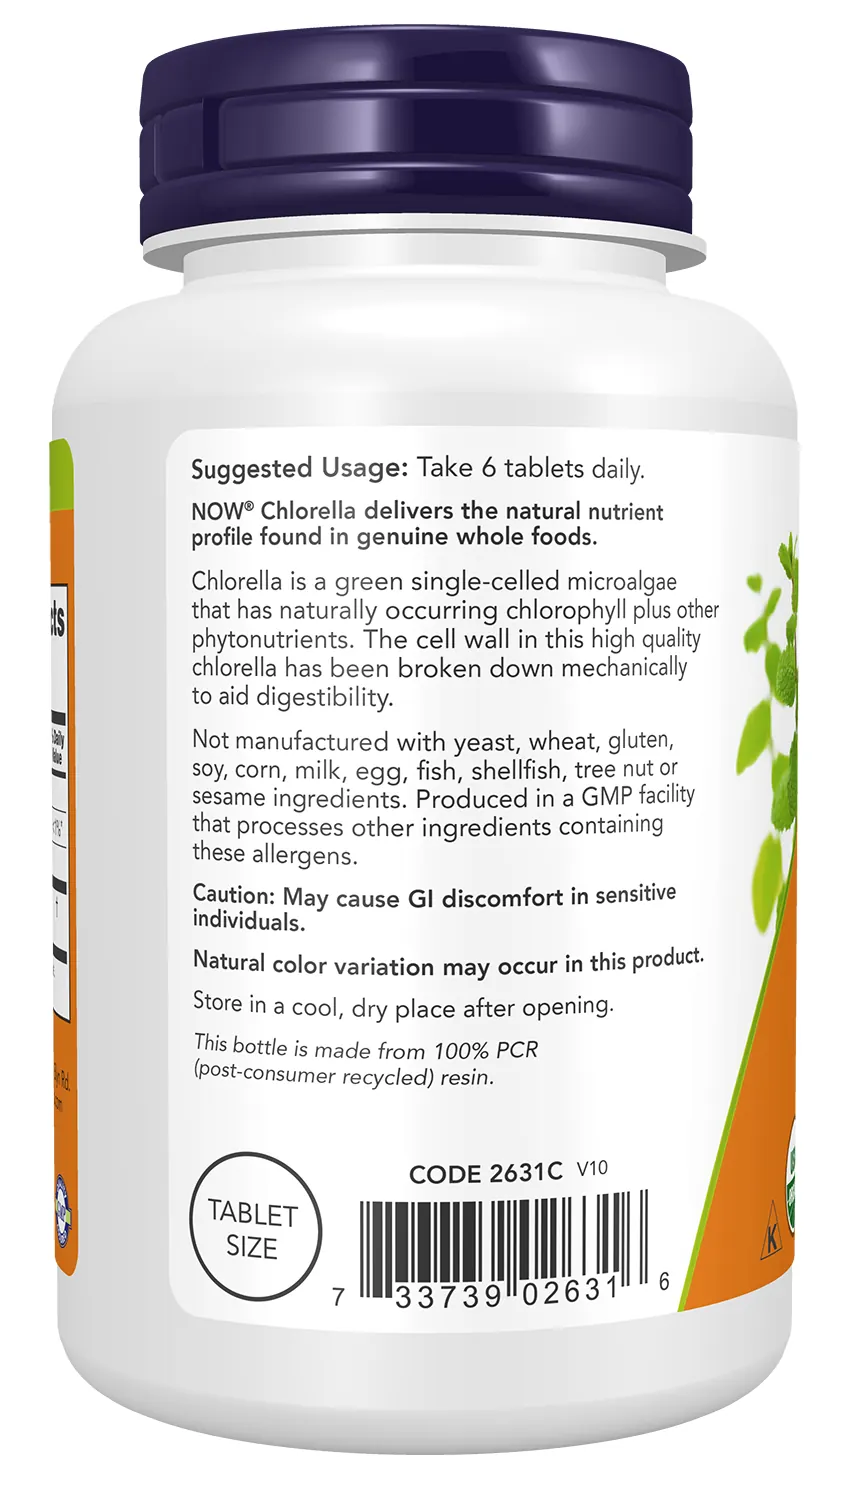 Suggested Usage: Take 6 tablets daily.
NOW® Chlorella delivers the natural nutrient
profile found in genuine whole foods.
Chlorella is a green single-celled microalgae
that has naturally occurring chlorophyll plus other
phytonutrients. The cell wall in this high quality
chlorella has been broken down mechanically
to aid digestibility.
Not manufactured with yeast, wheat, gluten,
soy, corn, milk, egg, fish, shellfish, tree nut or
sesame ingredients. Produced in a GMP facility
that processes other ingredients containing
these allergens.
Caution: May cause GI discomfort in sensitive
individuals.
Natural color variation may occur in this product.
Store in a cool, dry place after opening.
This bottle is made from 100% PCR
(post-consumer recycled) resin.
TABLET
SIZE
CODE 2631C V10
7 33739 02631 6
K
cts
Daily
Rd.
.com